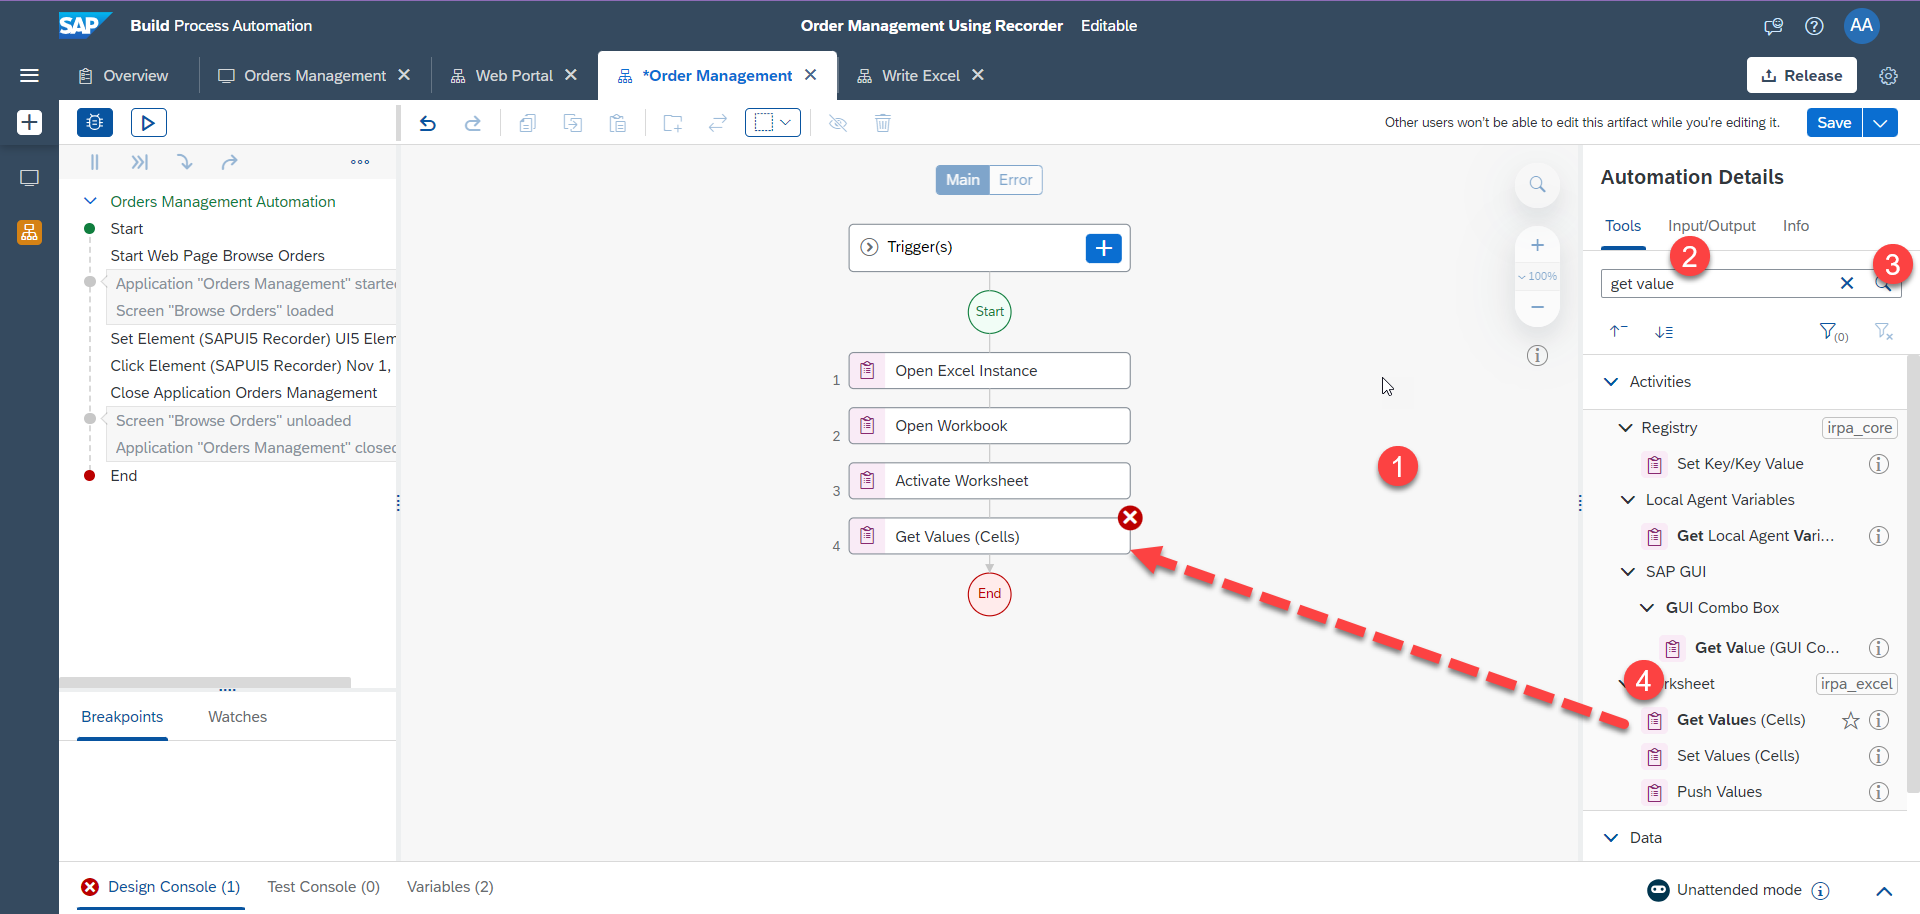 SAP Build Process Automation
Order Management Using Recorder Editable
AA
Overview
Orders Management
Web Portal
*Order Management
Write Excel
Release
Other users won't be able to edit this artifact while you're editing it.
Save
Orders Management Automation
Start
Start Web Page Browse Orders
Application "Orders Management" starte
Screen "Browse Orders" loaded
Set Element (SAPUI5 Recorder) UI5 Elem
Click Element (SAPUI5 Recorder) Nov 1,
Close Application Orders Management
Screen "Browse Orders" unloaded
Application "Orders Management" closed
End
Breakpoints
Watches
Main
Error
Trigger(s)
Start
1
Open Excel Instance
2
Open Workbook
3
Activate Worksheet
4
Get Values (Cells)
End
100%
1
Automation Details
Tools
Input/Output
Info
2
3
get value
(0)
Activities
Registry
irpa_core
Set Key/Key Value
Local Agent Variables
Get Local Agent Vari...
SAP GUI
GUI Combo Box
Get Value (GUI Co...
4
rksheet
irpa_excel
Get Values (Cells)
Set Values (Cells)
Push Values
Data
Design Console (1)
Test Console (0)
Variables (2)
Unattended mode